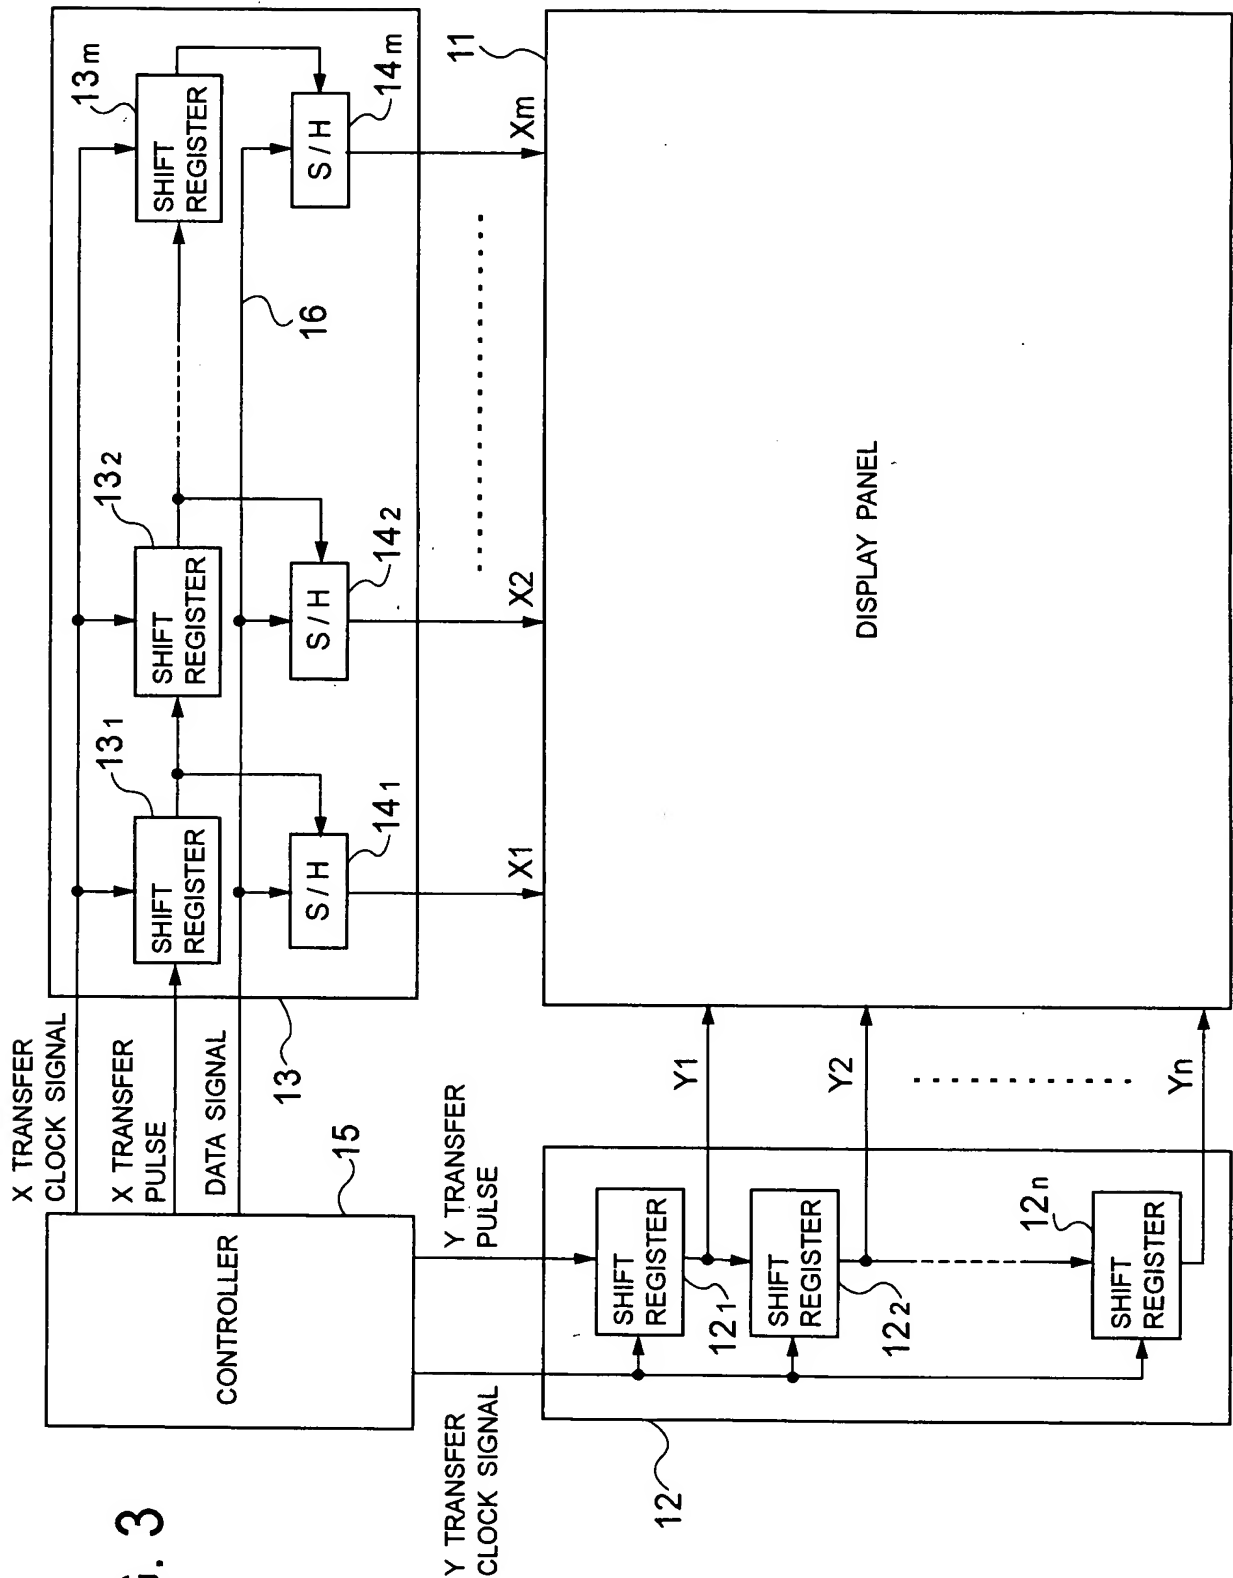 FIG. 3
X TRANSFER
CLOCK SIGNAL
X TRANSFER
PULSE
DATA SIGNAL
CONTROLLER
15
Y TRANSFER
PULSE
Y TRANSFER
CLOCK SIGNAL
13
SHIFT
REGISTER
131
SHIFT
REGISTER
132
SHIFT
REGISTER
13m
16
S/H
141
S/H
142
S/H
14m
X1
X2
Xm
11
DISPLAY PANEL
Y1
Y2
Yn
12
SHIFT
REGISTER
121
SHIFT
REGISTER
122
SHIFT
REGISTER
12n